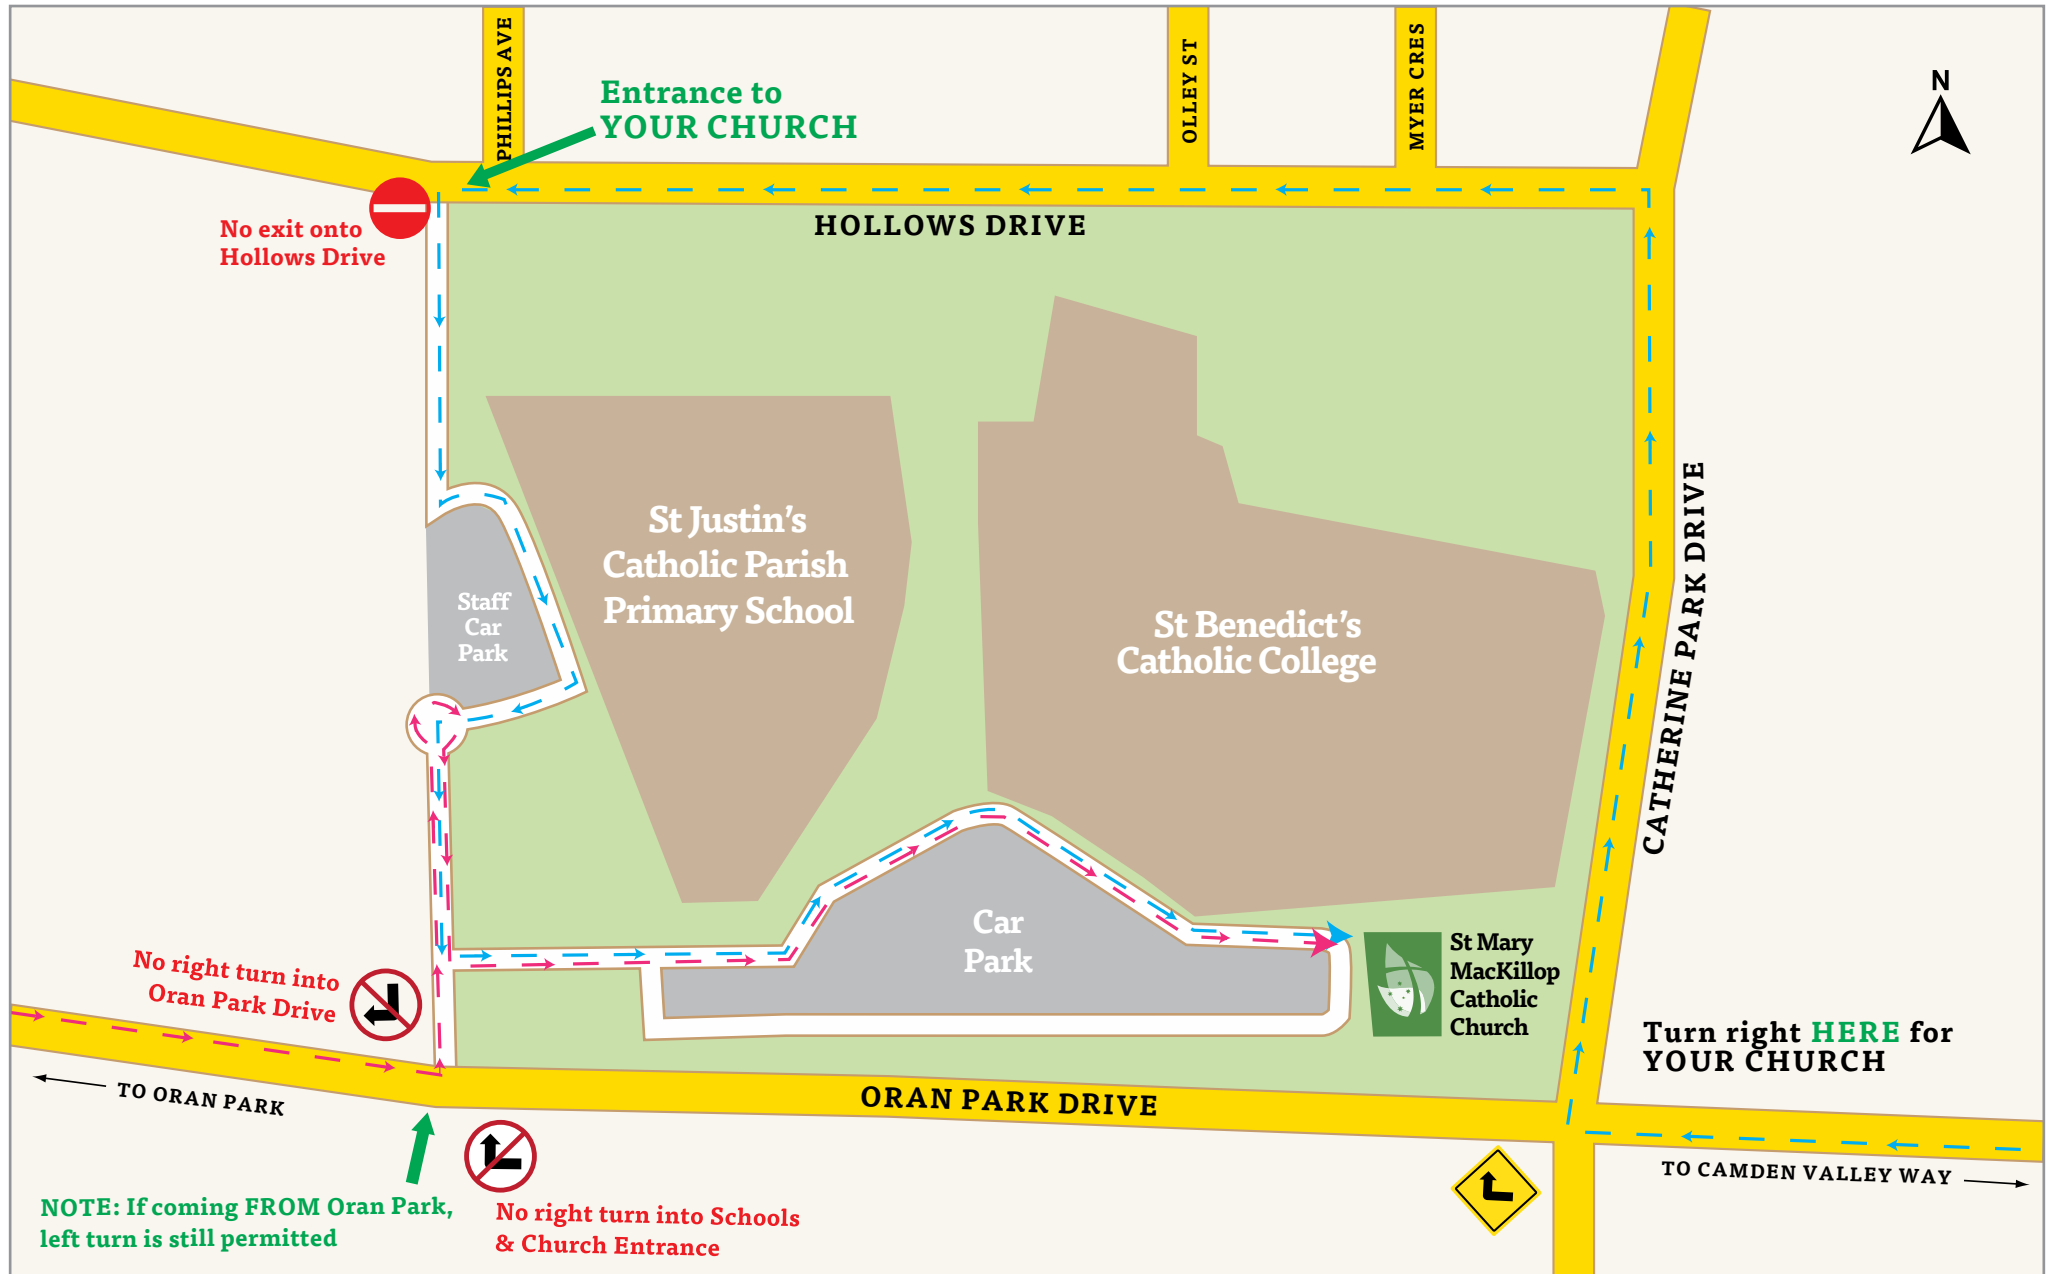 PHILLIPS AVE
OLLEY ST
MYER CRES
N
Entrance to
YOUR CHURCH
No exit onto
Hollows Drive
HOLLOWS DRIVE
CATHERINE PARK DRIVE
St Justin's
Catholic Parish
Primary School
Staff
Car
Park
St Benedict's
Catholic College
Car
Park
St Mary
MacKillop
Catholic
Church
No right turn into
Oran Park Drive
Turn right HERE for
YOUR CHURCH
TO ORAN PARK
ORAN PARK DRIVE
TO CAMDEN VALLEY WAY
NOTE: If coming FROM Oran Park,
left turn is still permitted
No right turn into Schools
& Church Entrance